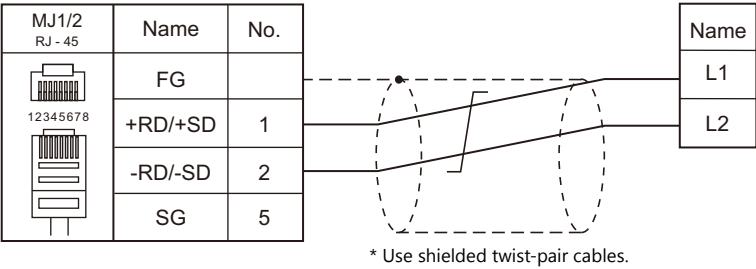 MJ1/2 Name No. Name
RJ - 45
FG L1
12345678
+RD/+SD 1 L2
-RD/-SD 2
SG 5
* Use shielded twist-pair cables.